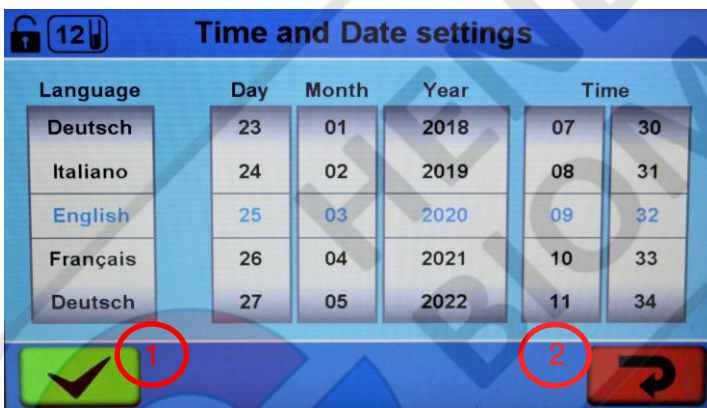 12 Time and Date settings
Language Day Month Year Time
Deutsch 23 01 2018 07 30
Italiano 24 02 2019 08 31
English 25 03 2020 09 32
Français 26 04 2021 10 33
Deutsch 27 05 2022 11 34
1 2